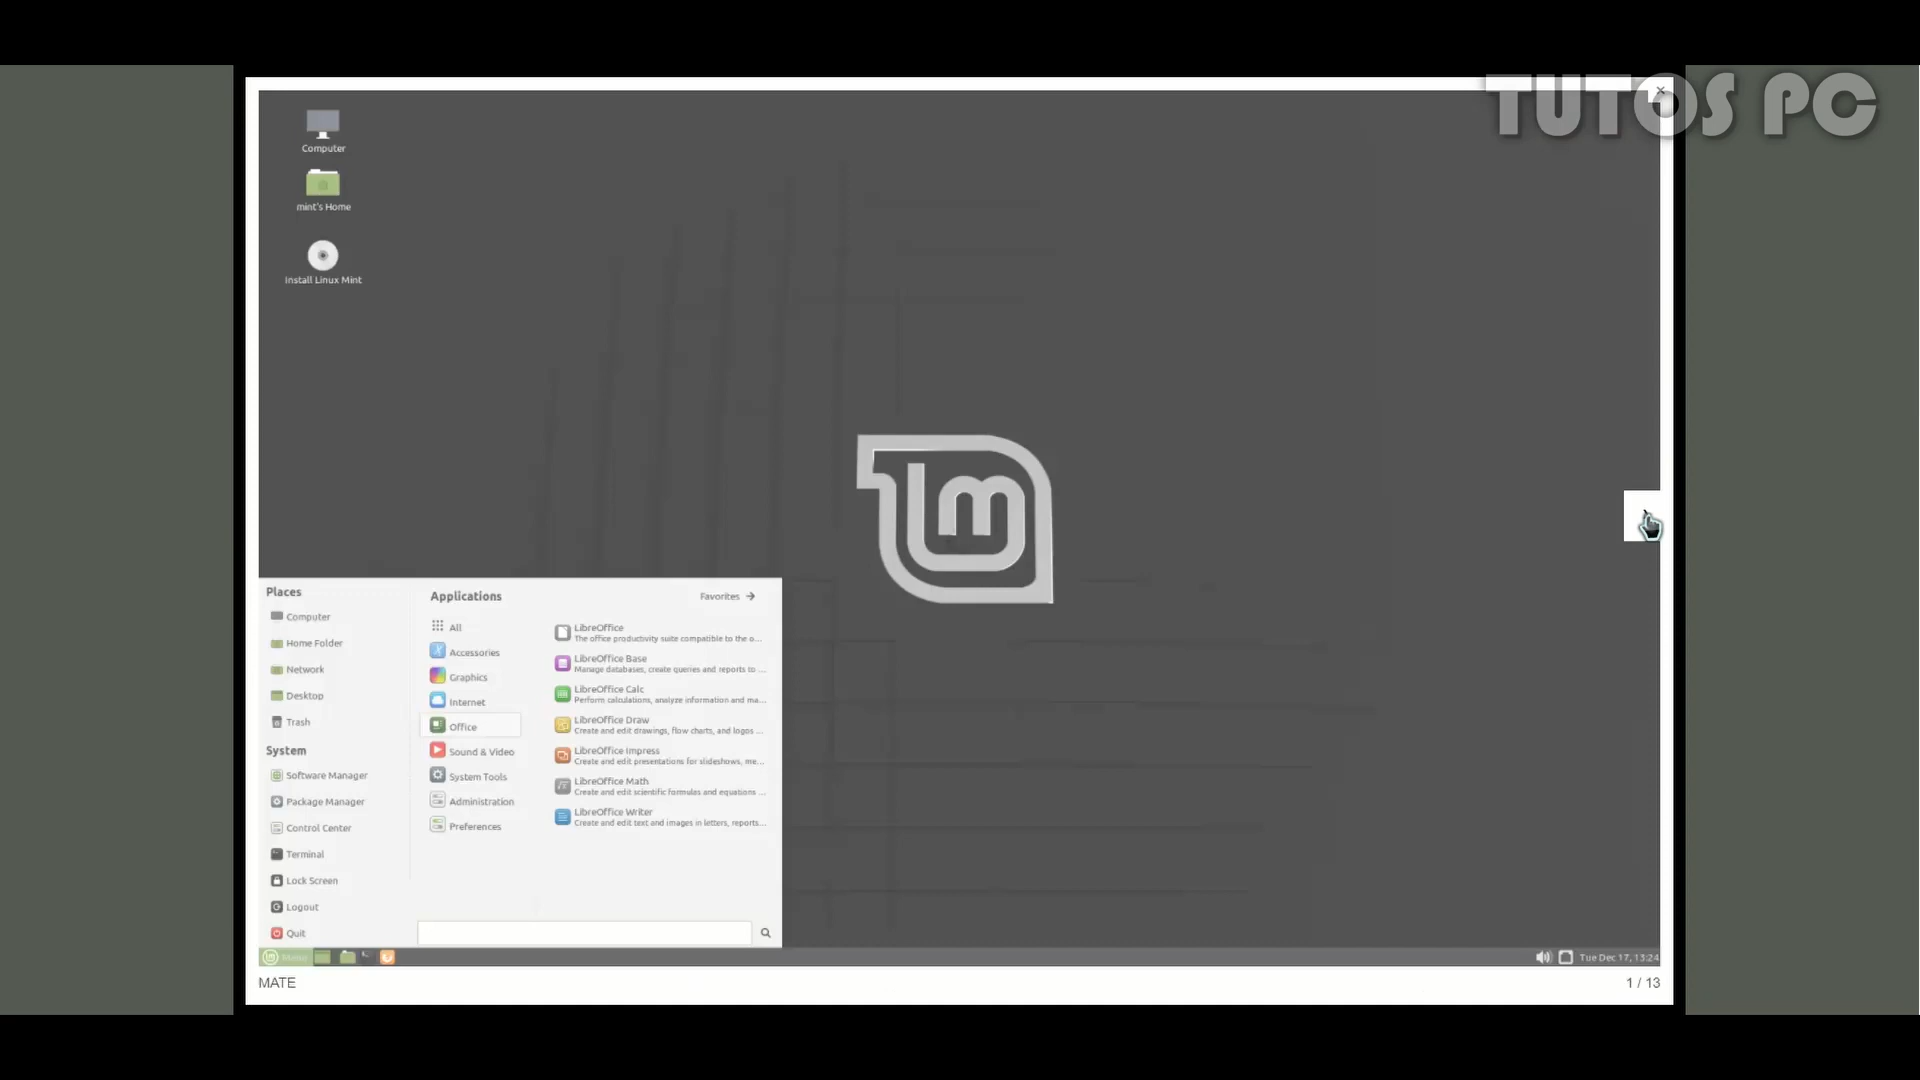 TUTOS PC
Computer
mint's Home
Install Linux Mint
lm
Places
Computer
Home Folder
Network
Desktop
Trash
System
Software Manager
Package Manager
Control Center
Terminal
Lock Screen
Logout
Quit
Applications
Favorites
All
Accessories
Graphics
Internet
Office
Sound & Video
System Tools
Administration
Preferences
LibreOffice
The office productivity suite compatible to the o...
LibreOffice Base
Manage databases, create queries and reports to ...
LibreOffice Calc
Perform calculations, analyze information and ma...
LibreOffice Draw
Create and edit drawings, flow charts, and logos ...
LibreOffice Impress
Create and edit presentations for slideshows, me...
LibreOffice Math
Create and edit scientific formulas and equations ...
LibreOffice Writer
Create and edit text and images in letters, reports...
Menu
Tue Dec 17, 13:24
MATE
1 / 13